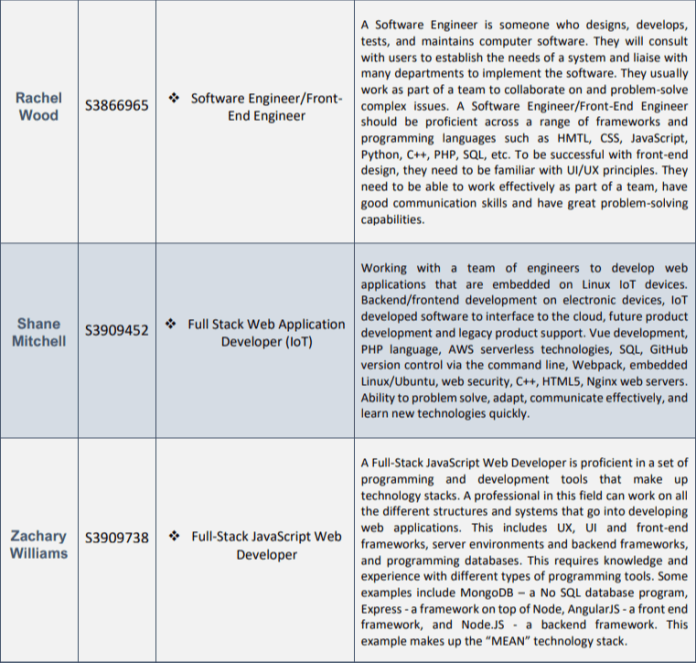 Rachel
Wood
S3866965
❖ Software Engineer/Front-
End Engineer
A Software Engineer is someone who designs, develops,
tests, and maintains computer software. They will consult
with users to establish the needs of a system and liaise with
many departments to implement the software. They usually
work as part of a team to collaborate on and problem-solve
complex issues. A Software Engineer/Front-End Engineer
should be proficient across a range of frameworks and
programming languages such as HMTL, CSS, JavaScript,
Python, C++, PHP, SQL, etc. To be successful with front-end
design, they need to be familiar with UI/UX principles. They
need to be able to work effectively as part of a team, have
good communication skills and have great problem-solving
capabilities.
Shane
Mitchell
S3909452
❖ Full Stack Web Application
Developer (IoT)
Working with a team of engineers to develop web
applications that are embedded on Linux IoT devices.
Backend/frontend development on electronic devices, IoT
developed software to interface to the cloud, future product
development and legacy product support. Vue development,
PHP language, AWS serverless technologies, SQL, GitHub
version control via the command line, Webpack, embedded
Linux/Ubuntu, web security, C++, HTML5, Nginx web servers.
Ability to problem solve, adapt, communicate effectively, and
learn new technologies quickly.
Zachary
Williams
S3909738
❖ Full-Stack JavaScript Web
Developer
A Full-Stack JavaScript Web Developer is proficient in a set of
programming and development tools that make up
technology stacks. A professional in this field can work on all
the different structures and systems that go into developing
web applications. This includes UX, UI and front-end
frameworks, server environments and backend frameworks,
and programming databases. This requires knowledge and
experience with different types of programming tools. Some
examples include MongoDB – a No SQL database program,
Express - a framework on top of Node, AngularJS - a front end
framework, and Node.JS - a backend framework. This
example makes up the “MEAN” technology stack.